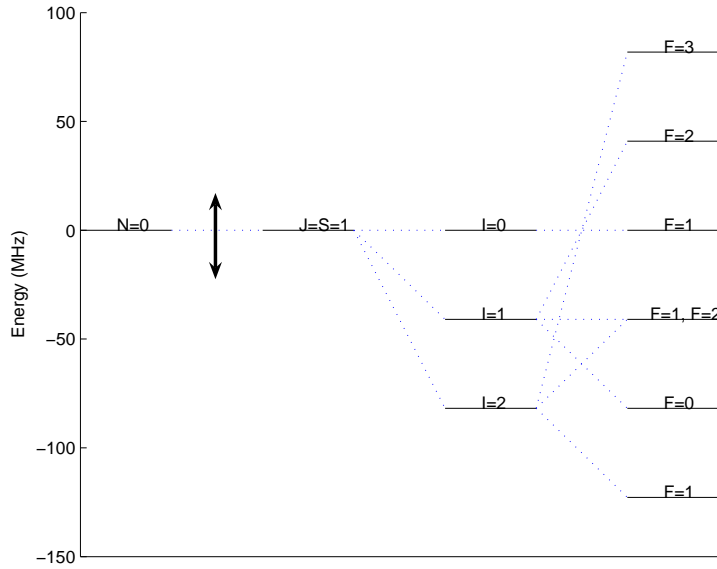 100
F=3
50
F=2
N=0
J=S=1
I=0
F=1
0
Energy (MHz)
I=1
F=1, F=2
−50
I=2
F=0
−100
F=1
−150